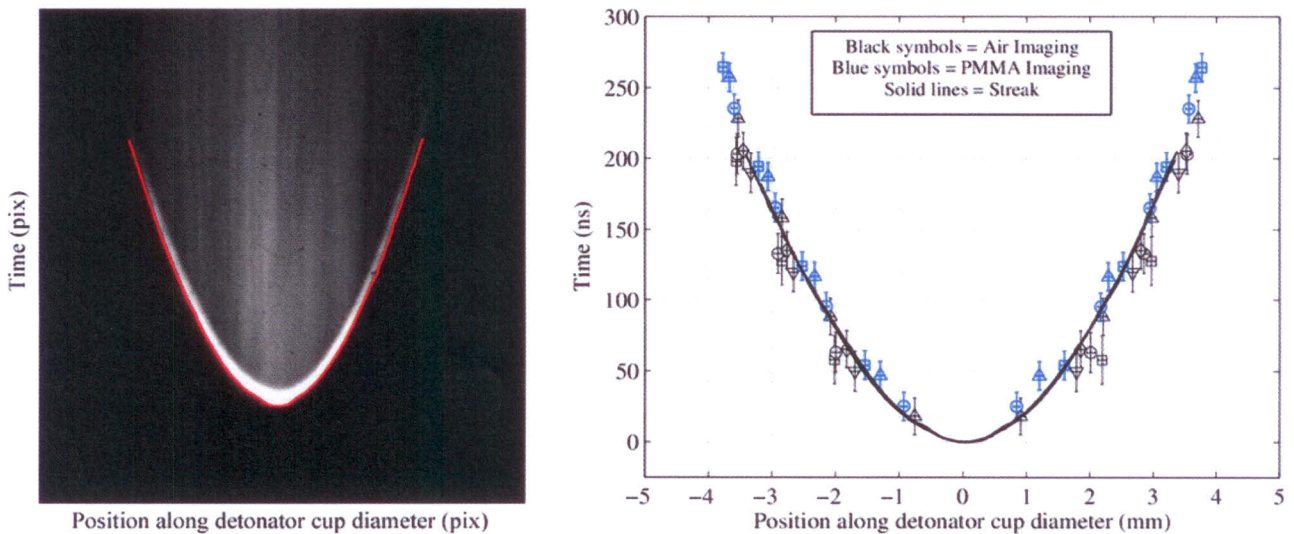 Time (pix)
Position along detonator cup diameter (pix)
300
250
200
150
100
50
0
Time (ns)
Black symbols = Air Imaging
Blue symbols = PMMA Imaging
Solid lines = Streak
−5 −4 −3 −2 −1 0 1 2 3 4 5
Position along detonator cup diameter (mm)